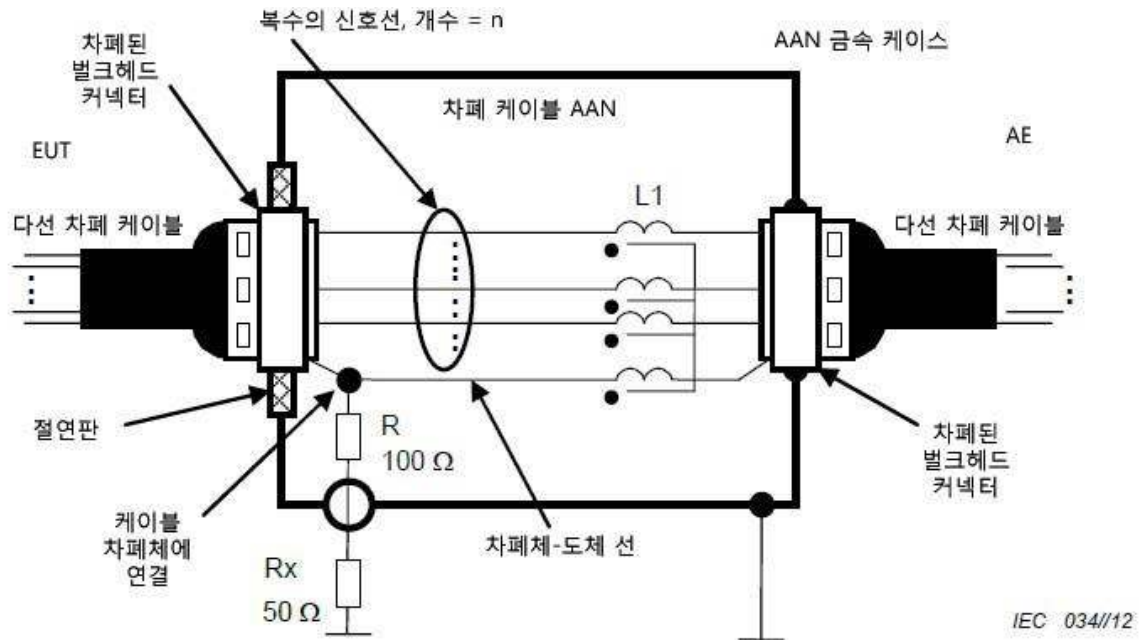 복수의 신호선, 개수 = n
AAN 금속 케이스
차폐된
벌크헤드
커넥터
차폐 케이블 AAN
EUT
AE
L1
다선 차폐 케이블
다선 차폐 케이블
절연판
R
100 Ω
차폐된
벌크헤드
커넥터
케이블
차폐체에
연결
차폐체-도체 선
Rx
50 Ω
IEC 034//12